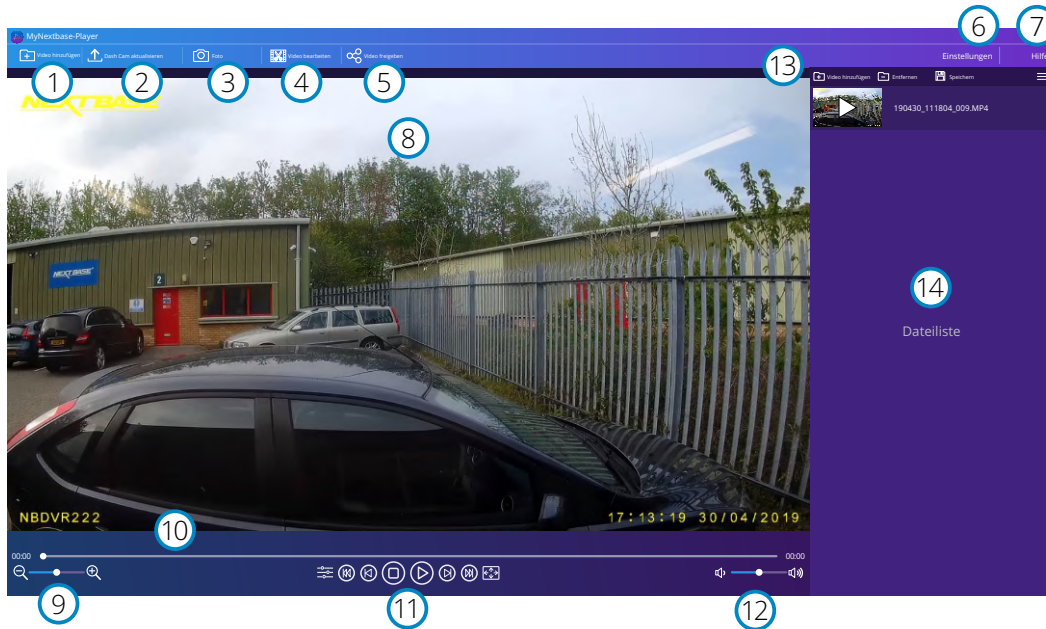 6 7
MyNextbase-Player
Video hinzufügen Dash Cam aktualisieren Foto Video bearbeiten Video freigeben Einstellungen Hilfe
1 2 3 4 5 13
Video hinzufügen Entfernen Speichern
NEXTBASE
190430_111804_009.MP4
8
NEXTBASE
2
14
Dateiliste
NBDVR222 17:13:19 30/04/2019
10
00:00 00:00
9 11 12